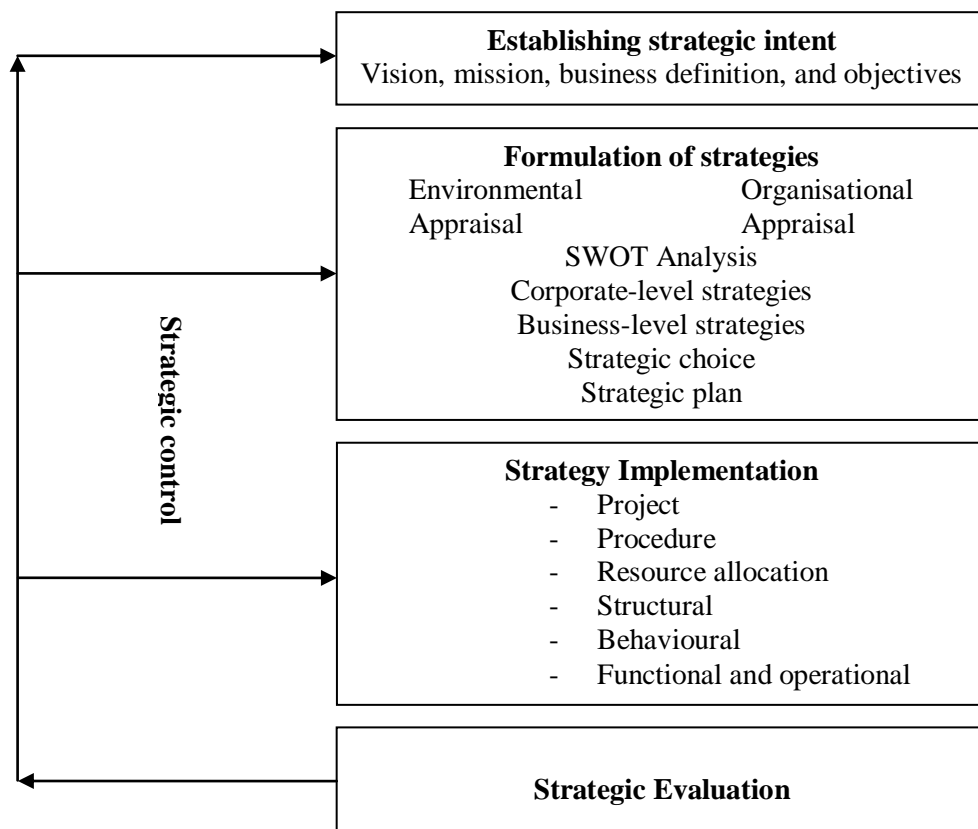 Establishing strategic intent
Vision, mission, business definition, and objectives
Formulation of strategies
Environmental Organisational
Appraisal Appraisal
SWOT Analysis
Corporate-level strategies
Business-level strategies
Strategic choice
Strategic plan
Strategic control
Strategy Implementation
- Project
- Procedure
- Resource allocation
- Structural
- Behavioural
- Functional and operational
Strategic Evaluation